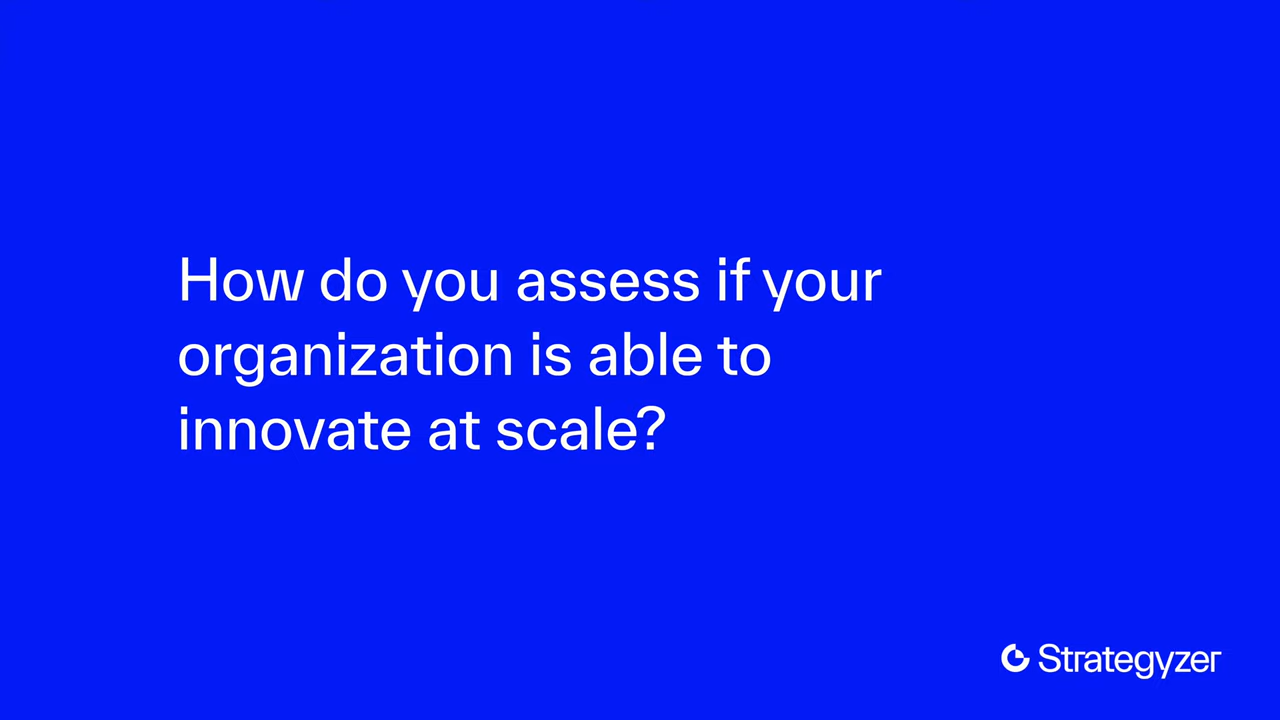 How do you assess if your
organization is able to
innovate at scale?
Strategyzer